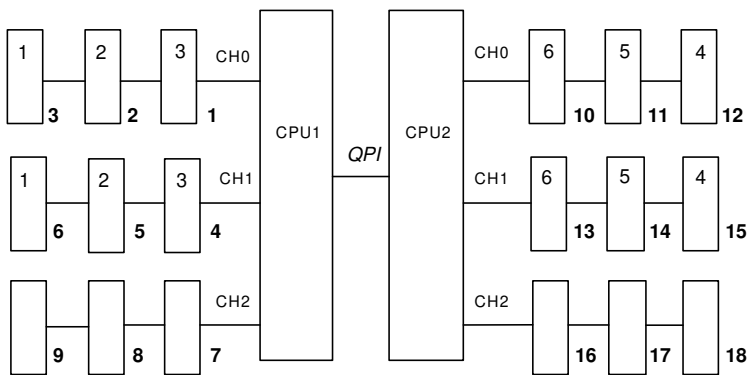 1 2 3 CH0 CH0 6 5 4
3 2 1 10 11 12
CPU1 CPU2
QPI
1 2 3 CH1 CH1 6 5 4
6 5 4 13 14 15
CH2 CH2
9 8 7 16 17 18